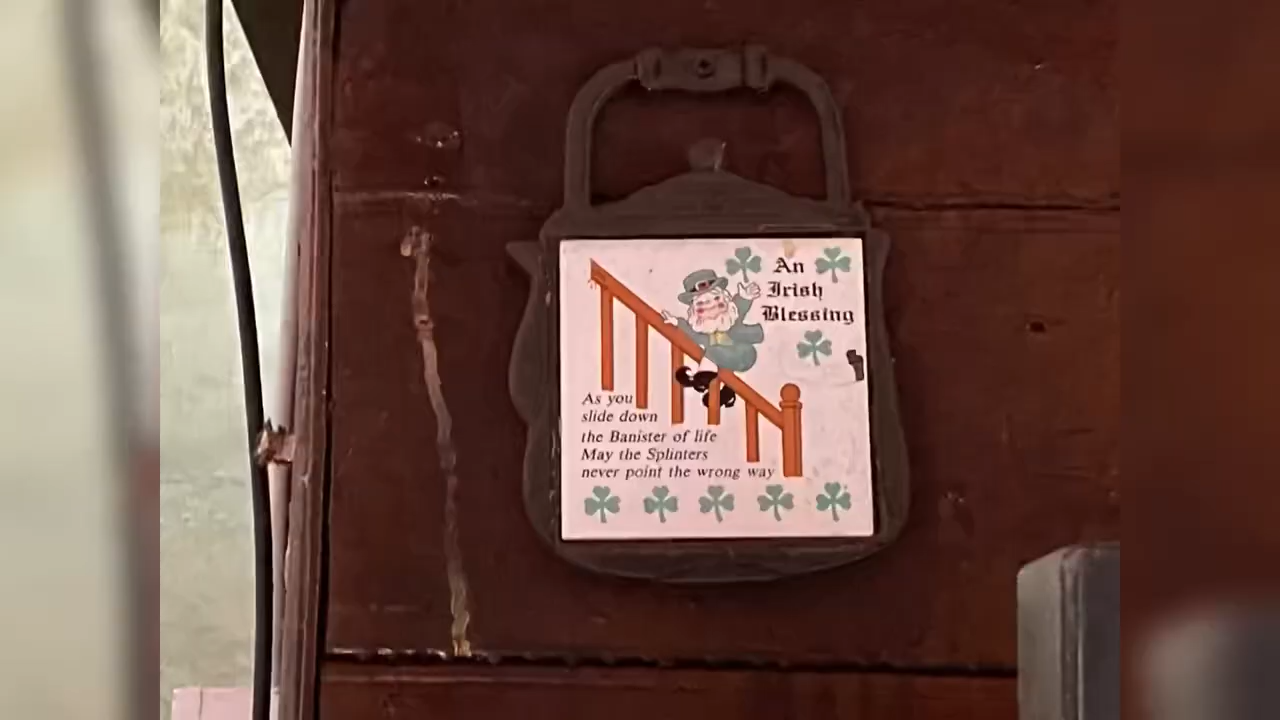 An
Irish
Blessing
As you
slide down
the Banister of life
May the Splinters
never point the wrong way